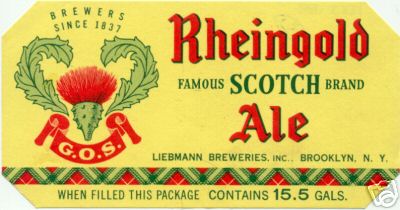 BREWERS
SINCE 1837
G.O.S.
Rheingold
FAMOUS SCOTCH BRAND
Ale
LIEBMANN BREWERIES, INC., BROOKLYN, N. Y.
WHEN FILLED THIS PACKAGE CONTAINS 15.5 GALS.